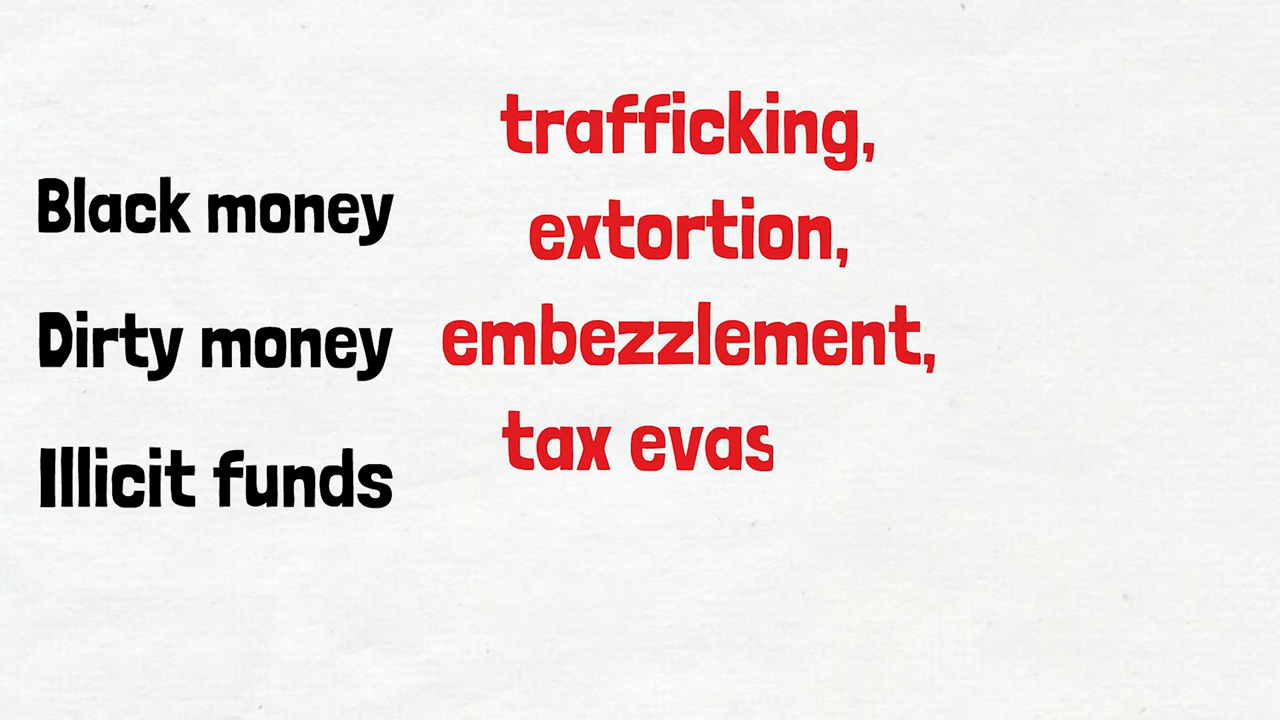 Black money
Dirty money
Illicit funds
trafficking,
extortion,
embezzlement,
tax evas